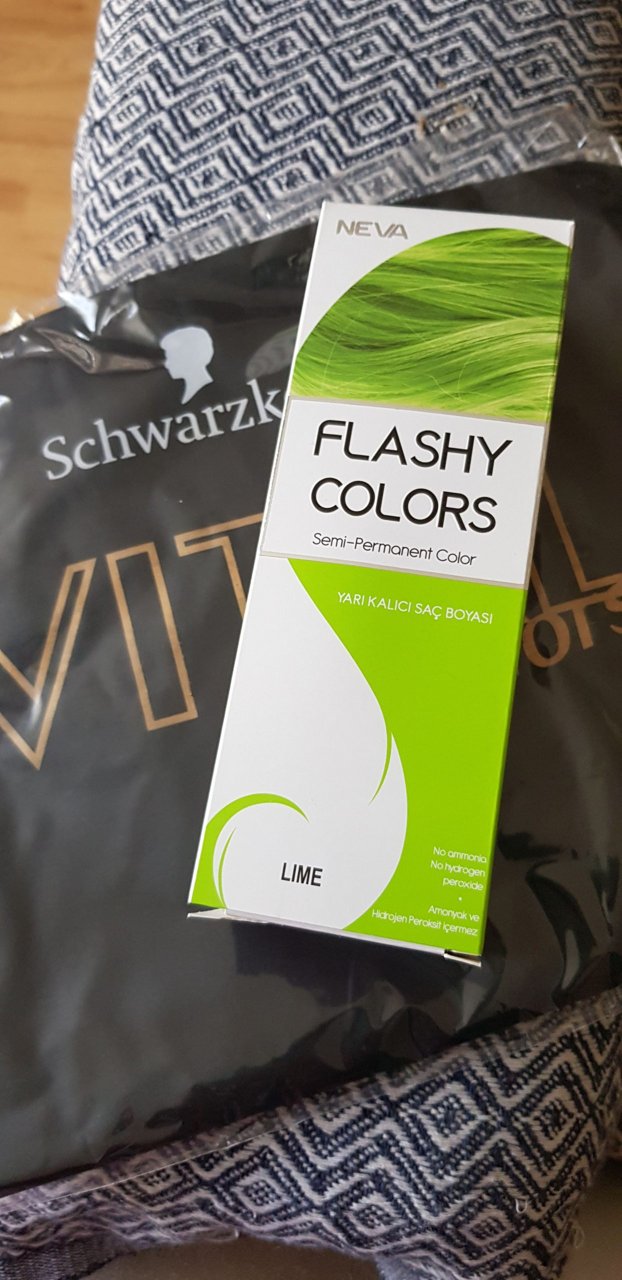 NEVA
FLASHY
COLORS
Semi-Permanent Color
YARI KALICI SAÇ BOYASI
LIME
No ammonia
No hydrogen
peroxide
•
Amonyak ve
Hidrojen Peroksit içermez
Schwarzk